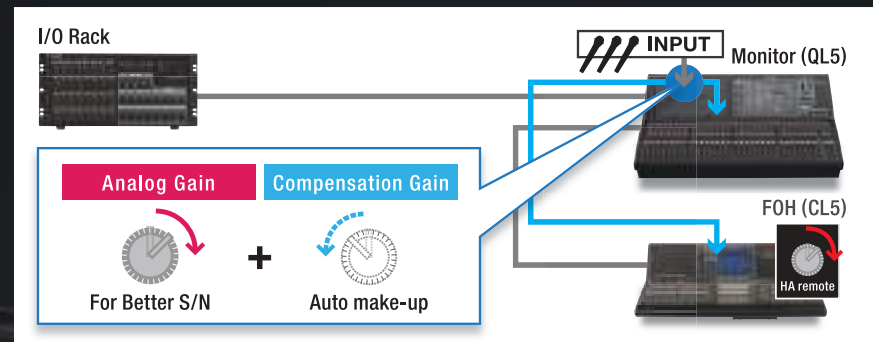 I/O Rack
INPUT
Monitor (QL5)
Analog Gain
Compensation Gain
FOH (CL5)
+
HA remote
For Better S/N
Auto make-up